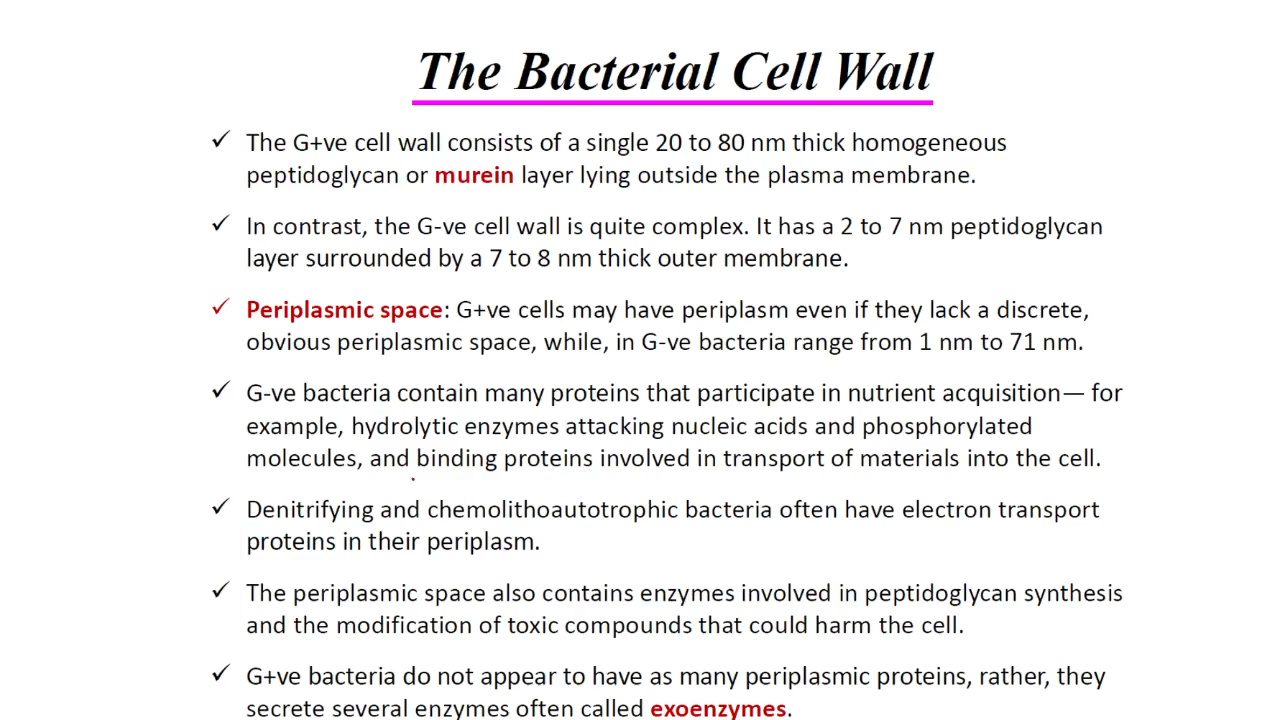 The Bacterial Cell Wall
✓ The G+ve cell wall consists of a single 20 to 80 nm thick homogeneous
peptidoglycan or murein layer lying outside the plasma membrane.
✓ In contrast, the G-ve cell wall is quite complex. It has a 2 to 7 nm peptidoglycan
layer surrounded by a 7 to 8 nm thick outer membrane.
✓ Periplasmic space: G+ve cells may have periplasm even if they lack a discrete,
obvious periplasmic space, while, in G-ve bacteria range from 1 nm to 71 nm.
✓ G-ve bacteria contain many proteins that participate in nutrient acquisition— for
example, hydrolytic enzymes attacking nucleic acids and phosphorylated
molecules, and binding proteins involved in transport of materials into the cell.
✓ Denitrifying and chemolithoautotrophic bacteria often have electron transport
proteins in their periplasm.
✓ The periplasmic space also contains enzymes involved in peptidoglycan synthesis
and the modification of toxic compounds that could harm the cell.
✓ G+ve bacteria do not appear to have as many periplasmic proteins, rather, they
secrete several enzymes often called exoenzymes.